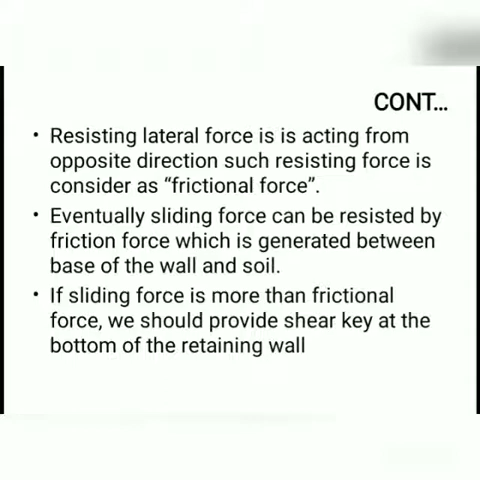 CONT...
• Resisting lateral force is is acting from
opposite direction such resisting force is
consider as “frictional force”.
• Eventually sliding force can be resisted by
friction force which is generated between
base of the wall and soil.
• If sliding force is more than frictional
force, we should provide shear key at the
bottom of the retaining wall